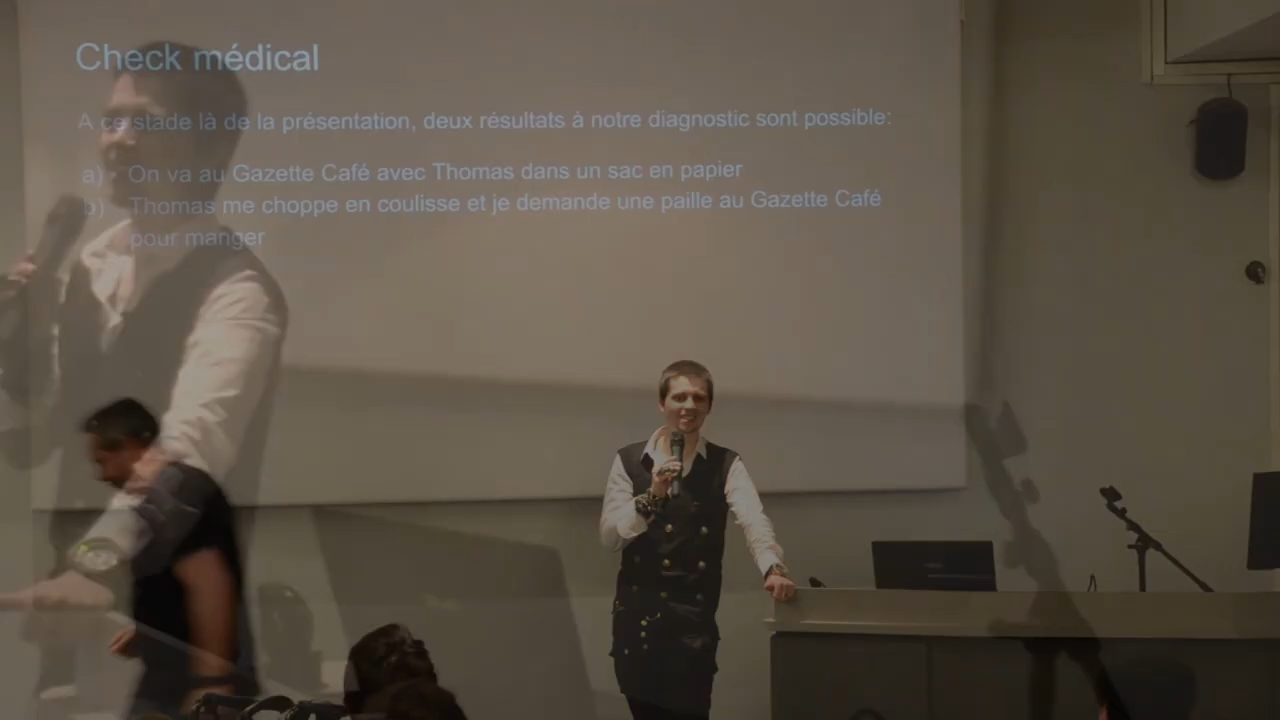 Check médical
A ce stade là de la présentation, deux résultats à notre diagnostic sont possible:
a) On va au Gazette Café avec Thomas dans un sac en papier
b) Thomas me choppe en coulisse et je demande une paille au Gazette Café
pour manger